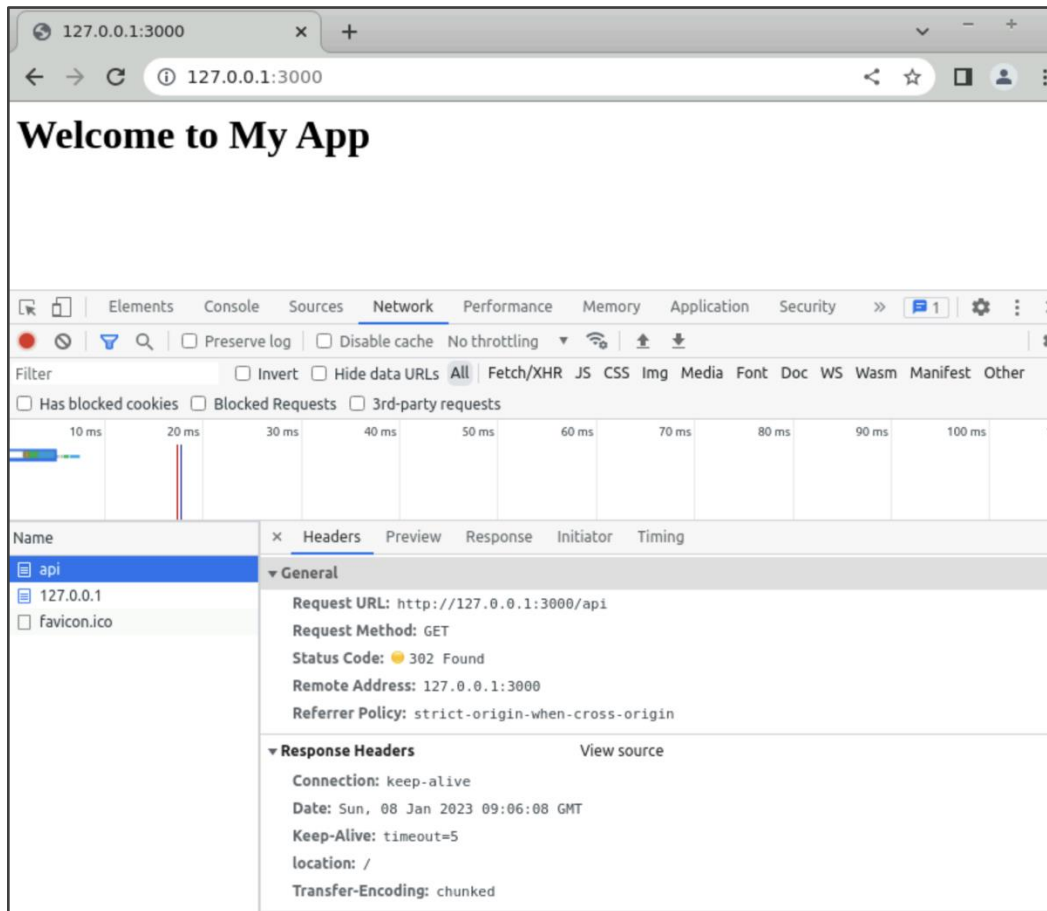 127.0.0.1:3000
127.0.0.1:3000
Welcome to My App
Elements Console Sources Network Performance Memory Application Security » 1
Preserve log Disable cache No throttling
Filter Invert Hide data URLs All Fetch/XHR JS CSS Img Media Font Doc WS Wasm Manifest Other
Has blocked cookies Blocked Requests 3rd-party requests
10 ms 20 ms 30 ms 40 ms 50 ms 60 ms 70 ms 80 ms 90 ms 100 ms
Name × Headers Preview Response Initiator Timing
api
127.0.0.1
favicon.ico
General
Request URL: http://127.0.0.1:3000/api
Request Method: GET
Status Code: 302 Found
Remote Address: 127.0.0.1:3000
Referrer Policy: strict-origin-when-cross-origin
Response Headers View source
Connection: keep-alive
Date: Sun, 08 Jan 2023 09:06:08 GMT
Keep-Alive: timeout=5
location: /
Transfer-Encoding: chunked